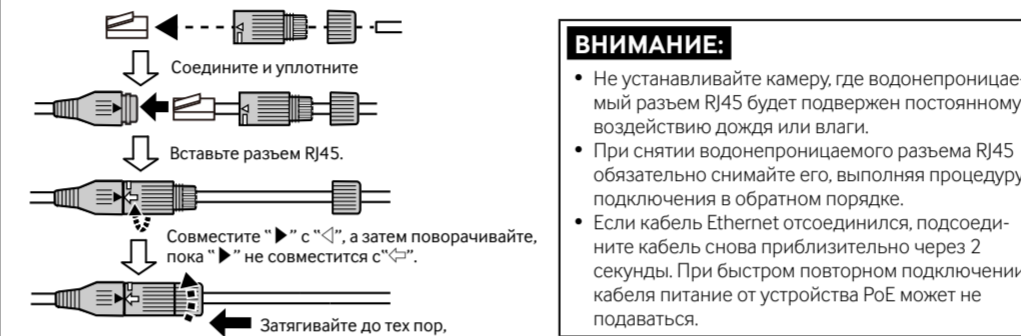 Соедините и уплотните
Вставьте разъем RJ45.
Совместите “▶” с “◁”, а затем поворачивайте,
пока “▶” не совместится с“⇦”.
Затягивайте до тех пор,
ВНИМАНИЕ:
• Не устанавливайте камеру, где водонепроницае-
мый разъем RJ45 будет подвержен постоянному
воздействию дождя или влаги.
• При снятии водонепроницаемого разъема RJ45
обязательно снимайте его, выполняя процедуру
подключения в обратном порядке.
• Если кабель Ethernet отсоединился, подсоеди-
ните кабель снова приблизительно через 2
секунды. При быстром повторном подключении
кабеля питание от устройства PoE может не
подаваться.